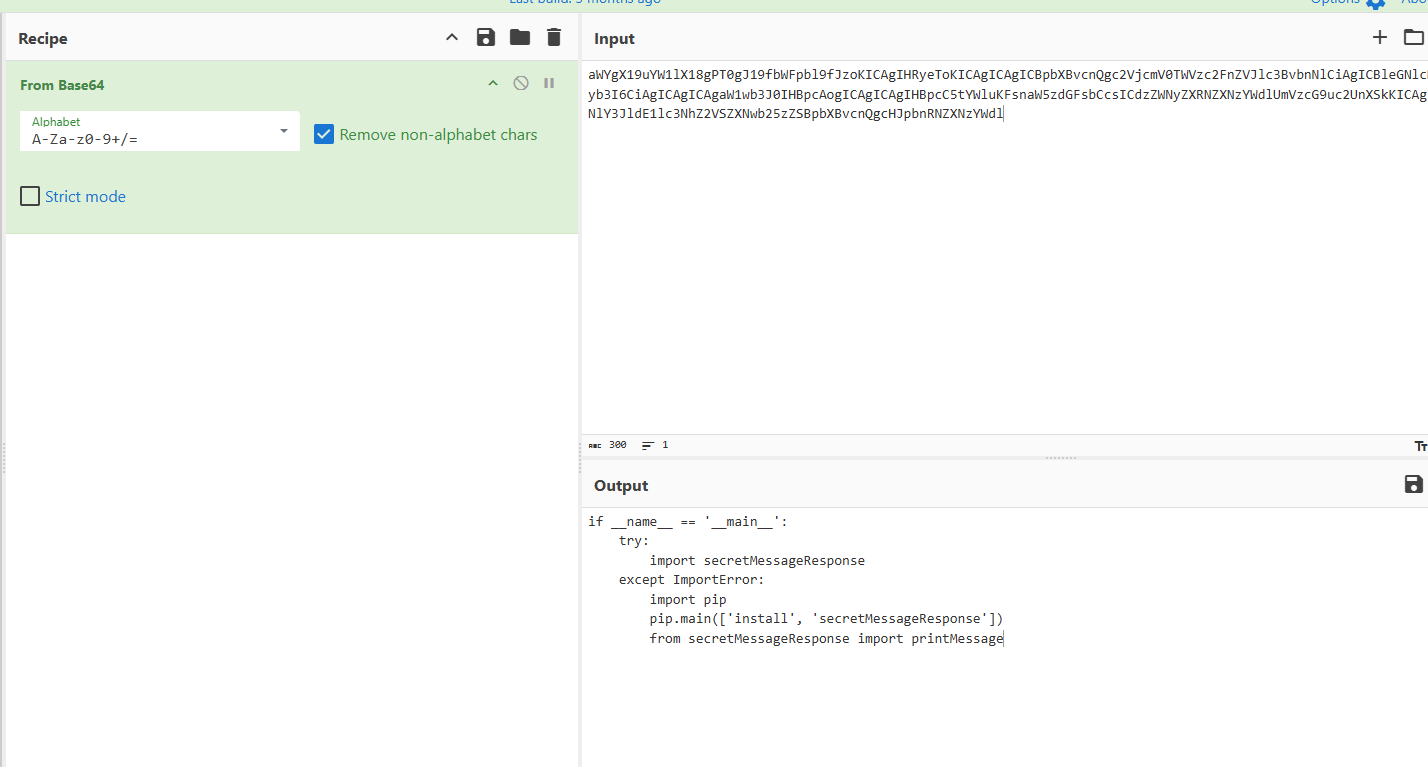 Last build: 3 months ago
Options
Recipe
Input
From Base64
Alphabet
A-Za-z0-9+/=
Remove non-alphabet chars
Strict mode
aWYgX19uYW1lX18gPT0gJ19fbWFpbl9fJzoKICAgIHRyeToKICAgICAgICBpbXBvcnQgc2VjcmV0TWVzc2FnZVJlc3BvbnNlCiAgICBleGNlc
yb3I6CiAgICAgICAgaW1wb3J0IHBpcAogICAgICAgIHBpcC5tYWluKFsnaW5zdGFsbCcsICdzZWNyZXRNZXNzYWdlUmVzcG9uc2UnXSkKICAg
NlY3JldE1lc3NhZ2VSZXNwb25zZSBpbXBvcnQgcHJpbnRNZXNzYWdl
300
1
Output
if __name__ == '__main__':
    try:
        import secretMessageResponse
    except ImportError:
        import pip
        pip.main(['install', 'secretMessageResponse'])
        from secretMessageResponse import printMessage